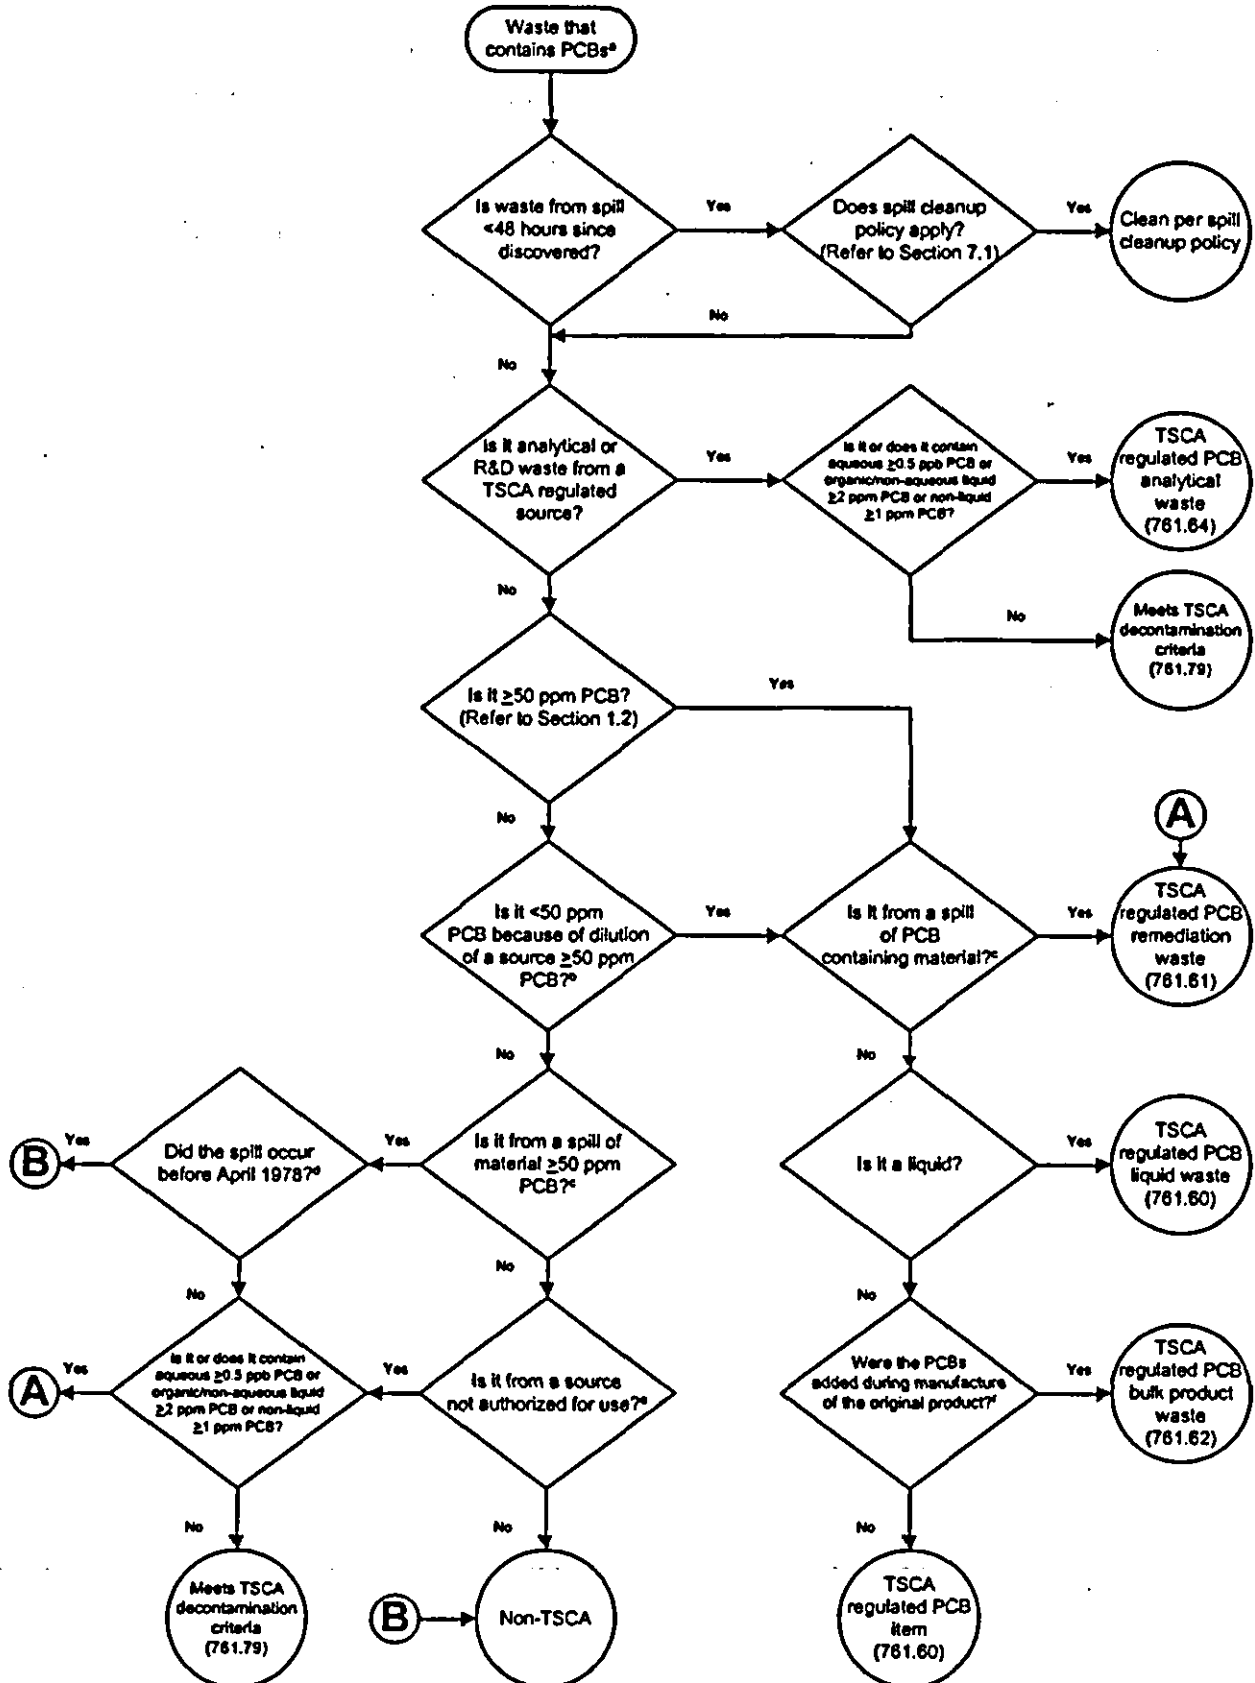 Waste that
contains PCBsᵃ
Is waste from spill
<48 hours since
discovered?
Yes
Does spill cleanup
policy apply?
(Refer to Section 7.1)
Yes
Clean per spill
cleanup policy
No
No
Is it analytical or
R&D waste from a
TSCA regulated
source?
Yes
Is it or does it contain
aqueous ≥0.5 ppb PCB or
organic/non-aqueous liquid
≥2 ppm PCB or non-liquid
≥1 ppm PCB?
Yes
TSCA
regulated PCB
analytical
waste
(761.64)
No
No
Meets TSCA
decontamination
criteria
(761.79)
Is it ≥50 ppm PCB?
(Refer to Section 1.2)
Yes
No
A
Is it <50 ppm
PCB because of dilution
of a source ≥50 ppm
PCB?ᵇ
Yes
Is it from a spill
of PCB
containing material?ᶜ
Yes
TSCA
regulated PCB
remediation
waste
(761.61)
No
No
B
Yes
Did the spill occur
before April 1978?ᵈ
Yes
Is it from a spill of
material ≥50 ppm
PCB?ᶜ
Is it a liquid?
Yes
TSCA
regulated PCB
liquid waste
(761.60)
No
No
No
A
Yes
Is it or does it contain
aqueous ≥0.5 ppb PCB or
organic/non-aqueous liquid
≥2 ppm PCB or non-liquid
≥1 ppm PCB?
Yes
Is it from a source
not authorized for use?ᵉ
Were the PCBs
added during manufacture
of the original product?ᶠ
Yes
TSCA
regulated PCB
bulk product
waste
(761.62)
No
No
No
Meets TSCA
decontamination
criteria
(761.79)
B
Non-TSCA
TSCA
regulated PCB
item
(761.60)